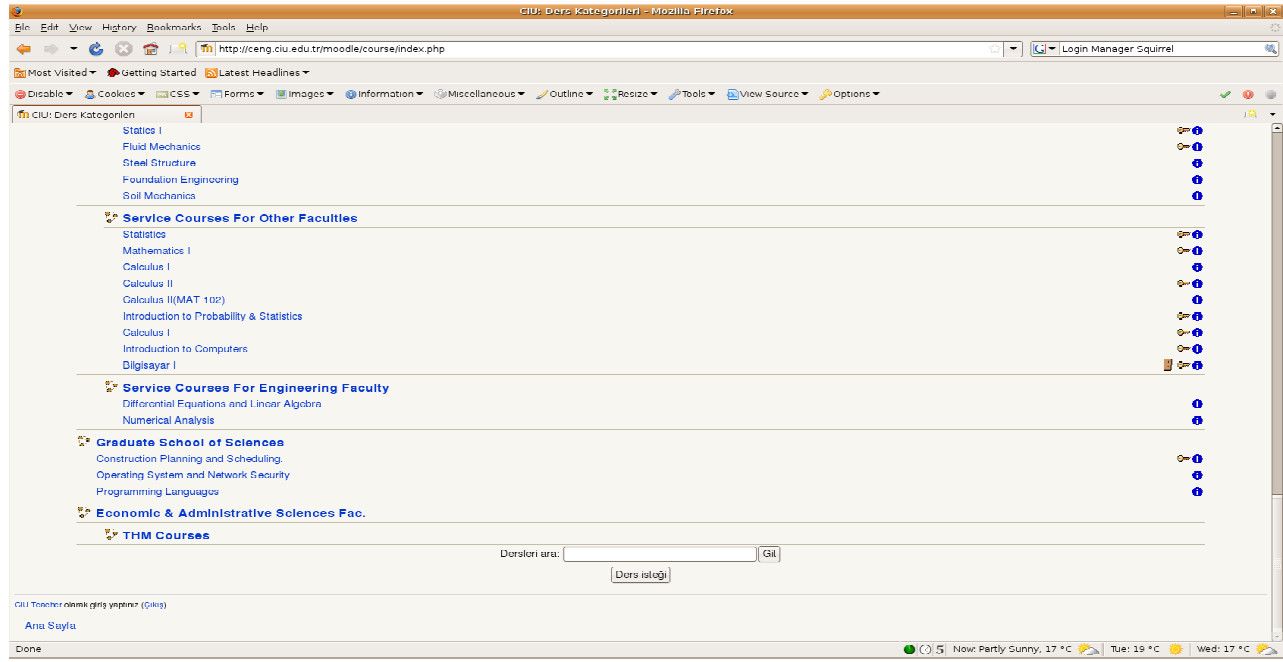 CIU: Ders Kategorileri - Mozilla Firefox
File Edit View History Bookmarks Tools Help
http://ceng.ciu.edu.tr/moodle/course/index.php G Login Manager Squirrel
Most Visited Getting Started Latest Headlines
Disable Cookies CSS Forms Images Information Miscellaneous Outline Resize Tools View Source Options
CIU: Ders Kategorileri
Statics I
Fluid Mechanics
Steel Structure
Foundation Engineering
Soil Mechanics
Service Courses For Other Faculties
Statistics
Mathematics I
Calculus I
Calculus II
Calculus II(MAT 102)
Introduction to Probability & Statistics
Calculus I
Introduction to Computers
Bilgisayar I
Service Courses For Engineering Faculty
Differential Equations and Linear Algebra
Numerical Analysis
Graduate School of Sciences
Construction Planning and Scheduling.
Operating System and Network Security
Programming Languages
Economic & Administrative Sciences Fac.
THM Courses
Dersleri ara: Git
Ders isteği
CIU Teacher olarak giriş yaptınız (Çıkış)
Ana Sayfa
Done 5 Now: Partly Sunny, 17 °C Tue: 19 °C Wed: 17 °C